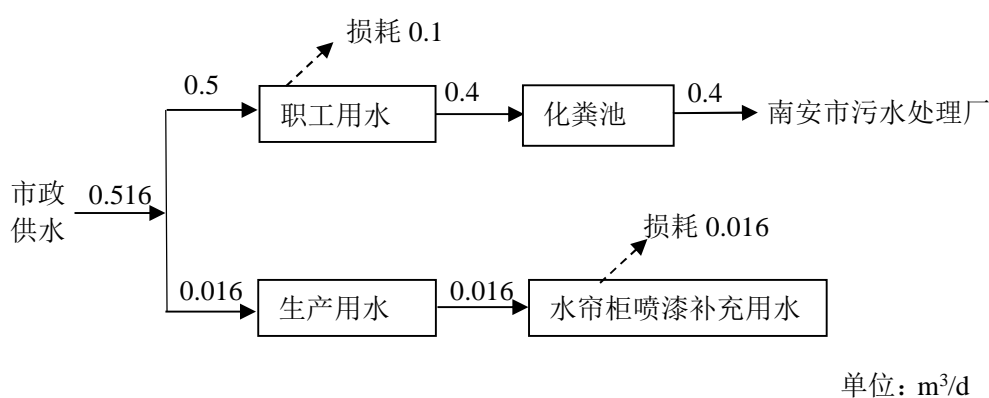 损耗 0.1
0.5
职工用水
0.4
化粪池
0.4
南安市污水处理厂
市政
供水
0.516
损耗 0.016
0.016
生产用水
0.016
水帘柜喷漆补充用水
单位：m³/d